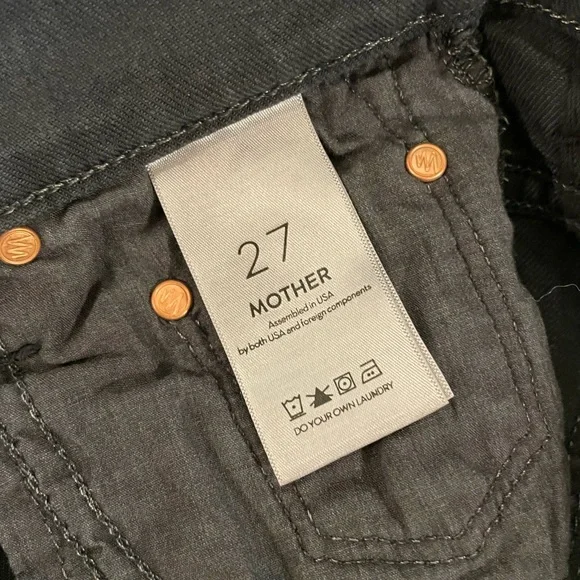 27
MOTHER
Assembled in USA
by both USA and foreign components
DO YOUR OWN LAUNDRY